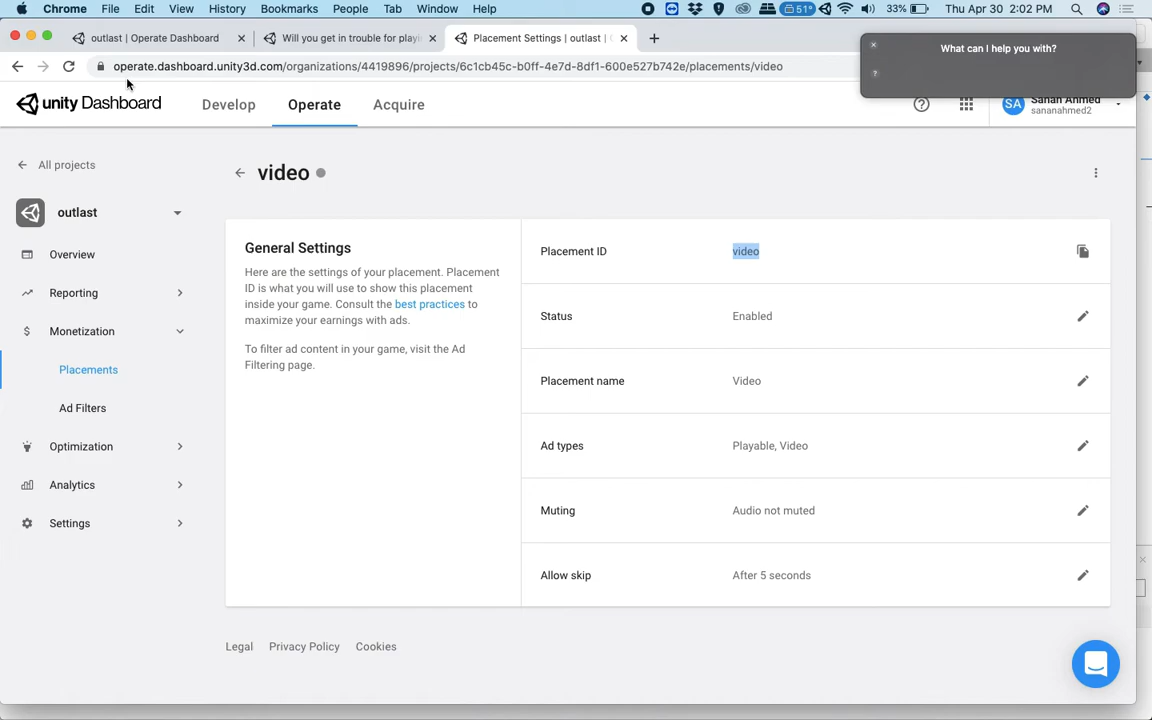 Chrome File Edit View History Bookmarks People Tab Window Help 51° 33% Thu Apr 30 2:02 PM
outlast | Operate Dashboard
Will you get in trouble for playi
Placement Settings | outlast |
operate.dashboard.unity3d.com/organizations/4419896/projects/6c1cb45c-b0ff-4e7d-8df1-600e527b742e/placements/video
What can I help you with?
?
unity Dashboard Develop Operate Acquire
SA Sanan Ahmed
sananahmed2
All projects
outlast
Overview
Reporting
Monetization
Placements
Ad Filters
Optimization
Analytics
Settings
video
General Settings
Here are the settings of your placement. Placement
ID is what you will use to show this placement
inside your game. Consult the best practices to
maximize your earnings with ads.
To filter ad content in your game, visit the Ad
Filtering page.
Placement ID video
Status Enabled
Placement name Video
Ad types Playable, Video
Muting Audio not muted
Allow skip After 5 seconds
Legal Privacy Policy Cookies